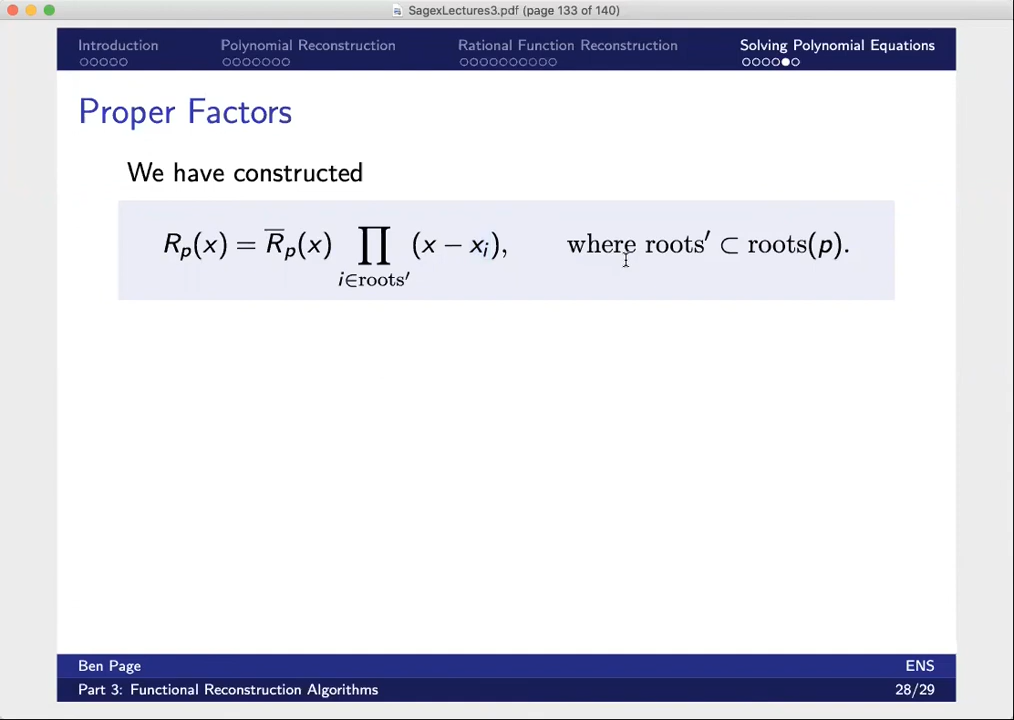 SagexLectures3.pdf (page 133 of 140)
Introduction Polynomial Reconstruction Rational Function Reconstruction Solving Polynomial Equations
Proper Factors
We have constructed
R_p(x) = R̅_p(x) ∏_{i∈roots′} (x − x_i), where roots′ ⊂ roots(p).
Ben Page ENS
Part 3: Functional Reconstruction Algorithms 28/29